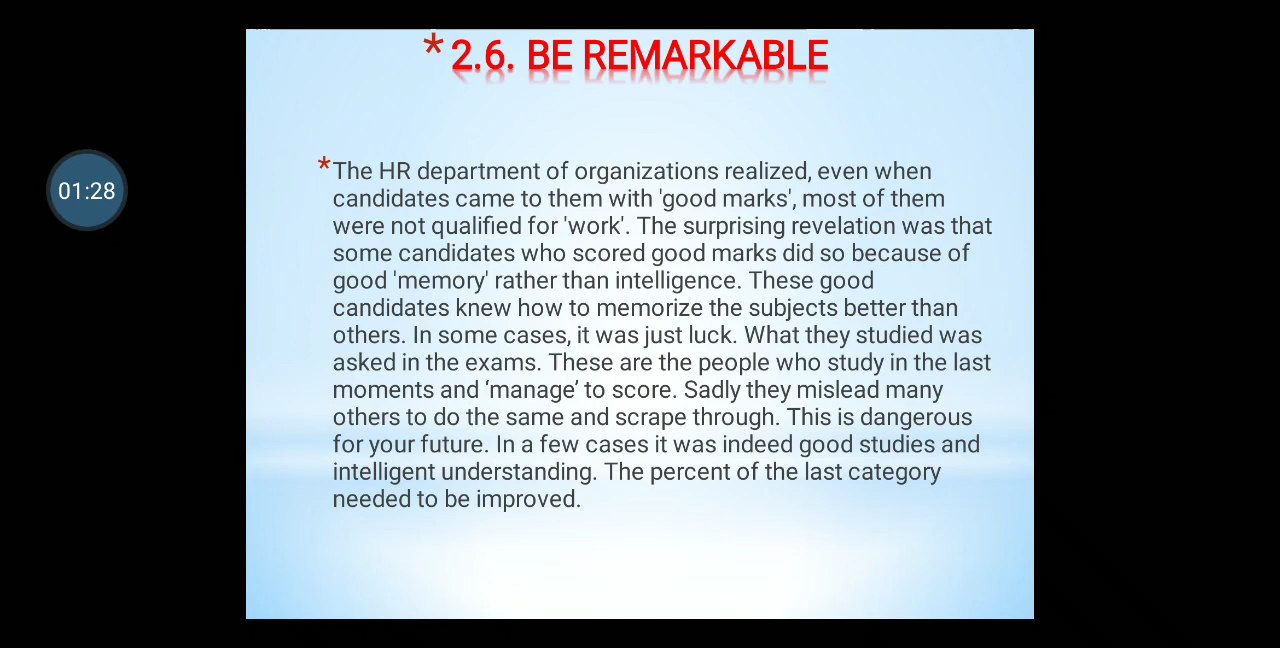 * 2.6. BE REMARKABLE
01:28
*The HR department of organizations realized, even when
candidates came to them with 'good marks', most of them
were not qualified for 'work'. The surprising revelation was that
some candidates who scored good marks did so because of
good 'memory' rather than intelligence. These good
candidates knew how to memorize the subjects better than
others. In some cases, it was just luck. What they studied was
asked in the exams. These are the people who study in the last
moments and ‘manage’ to score. Sadly they mislead many
others to do the same and scrape through. This is dangerous
for your future. In a few cases it was indeed good studies and
intelligent understanding. The percent of the last category
needed to be improved.